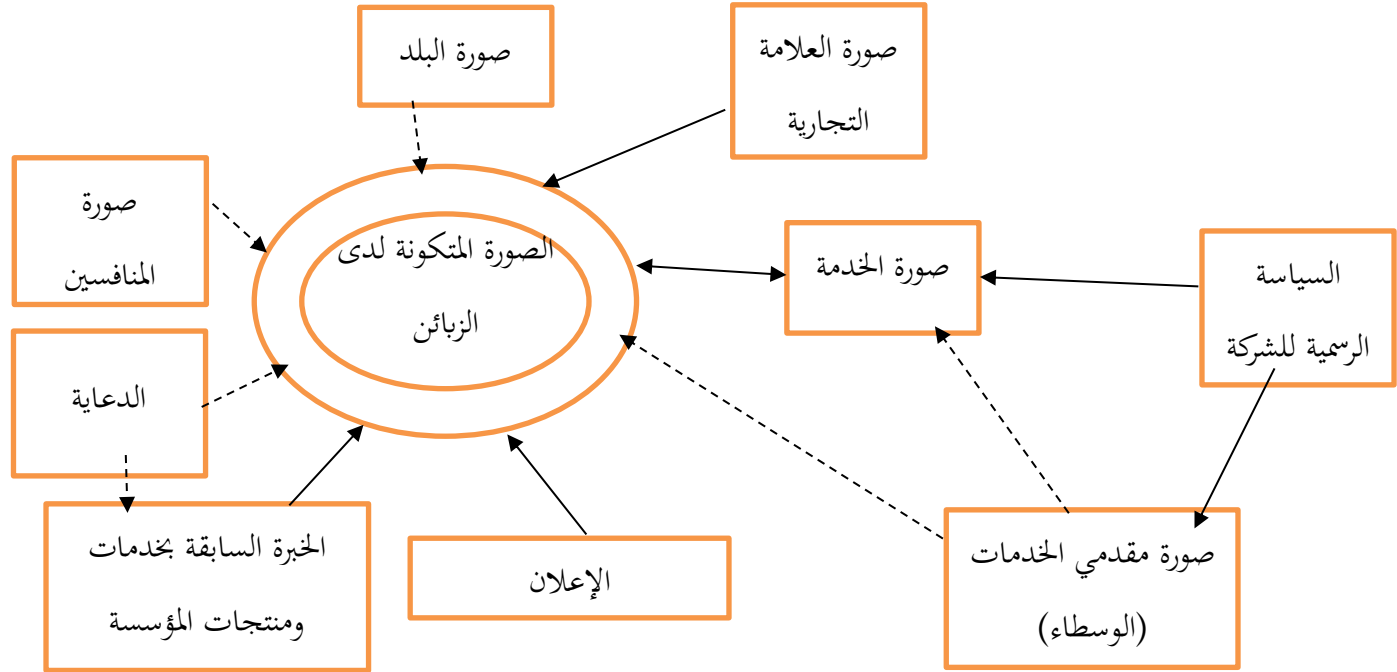 صورة البلد
صورة العلامة
التجارية
صورة
المنافسين
الصورة المتكونة لدى
الزبائن
صورة الخدمة
السياسة
الرسمية للشركة
الدعاية
الخبرة السابقة بخدمات
ومنتجات المؤسسة
الإعلان
صورة مقدمي الخدمات
(الوسطاء)